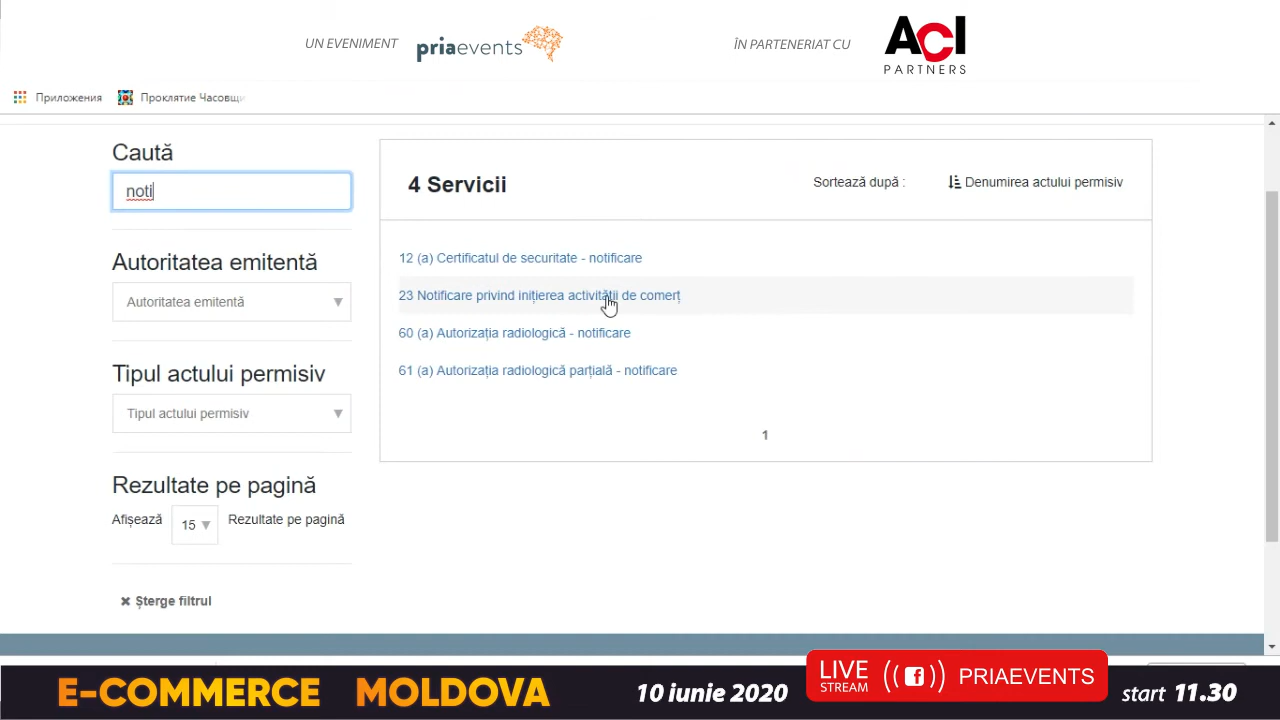 UN EVENIMENT priaevents ÎN PARTENERIAT CU ACI PARTNERS
Приложения Проклятие Часовщи
Caută
noti
4 Servicii
Sortează după : Denumirea actului permisiv
12 (a) Certificatul de securitate - notificare
23 Notificare privind inițierea activității de comerț
60 (a) Autorizația radiologică - notificare
61 (a) Autorizația radiologică parțială - notificare
1
Autoritatea emitentă
Autoritatea emitentă
Tipul actului permisiv
Tipul actului permisiv
Rezultate pe pagină
Afișează 15 Rezultate pe pagină
Șterge filtrul
E-COMMERCE MOLDOVA 10 iunie 2020 LIVE STREAM PRIAEVENTS start 11.30